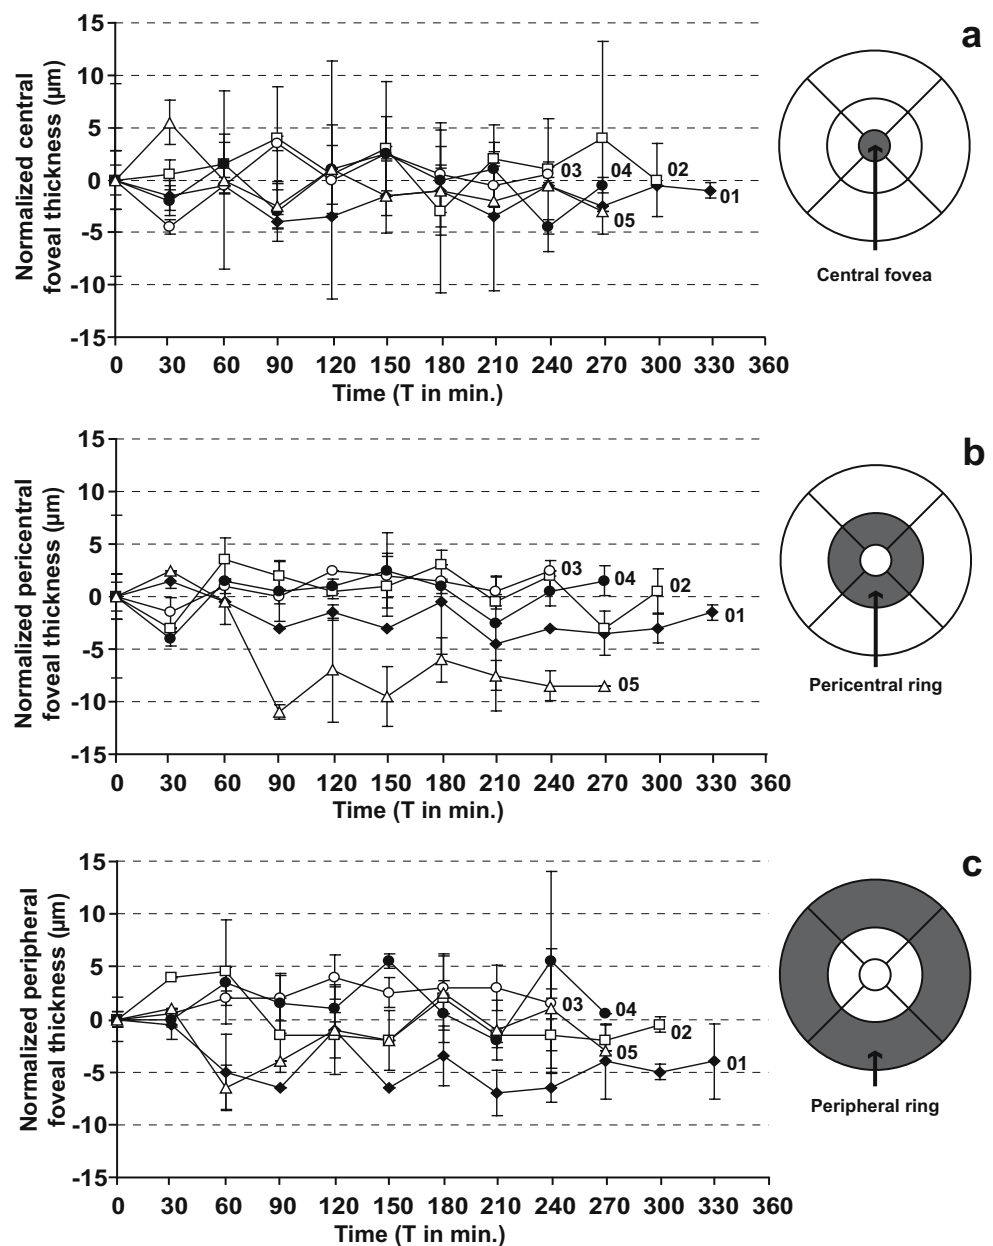 a
Normalized central
foveal thickness (µm)
15
10
5
0
-5
-10
-15
03
04
02
01
05
0 30 60 90 120 150 180 210 240 270 300 330 360
Time (T in min.)
Central fovea
b
Normalized pericentral
foveal thickness (µm)
15
10
5
0
-5
-10
-15
03
04
02
01
05
0 30 60 90 120 150 180 210 240 270 300 330 360
Time (T in min.)
Pericentral ring
c
Normalized peripheral
foveal thickness (µm)
15
10
5
0
-5
-10
-15
03
04
02
05
01
0 30 60 90 120 150 180 210 240 270 300 330 360
Time (T in min.)
Peripheral ring